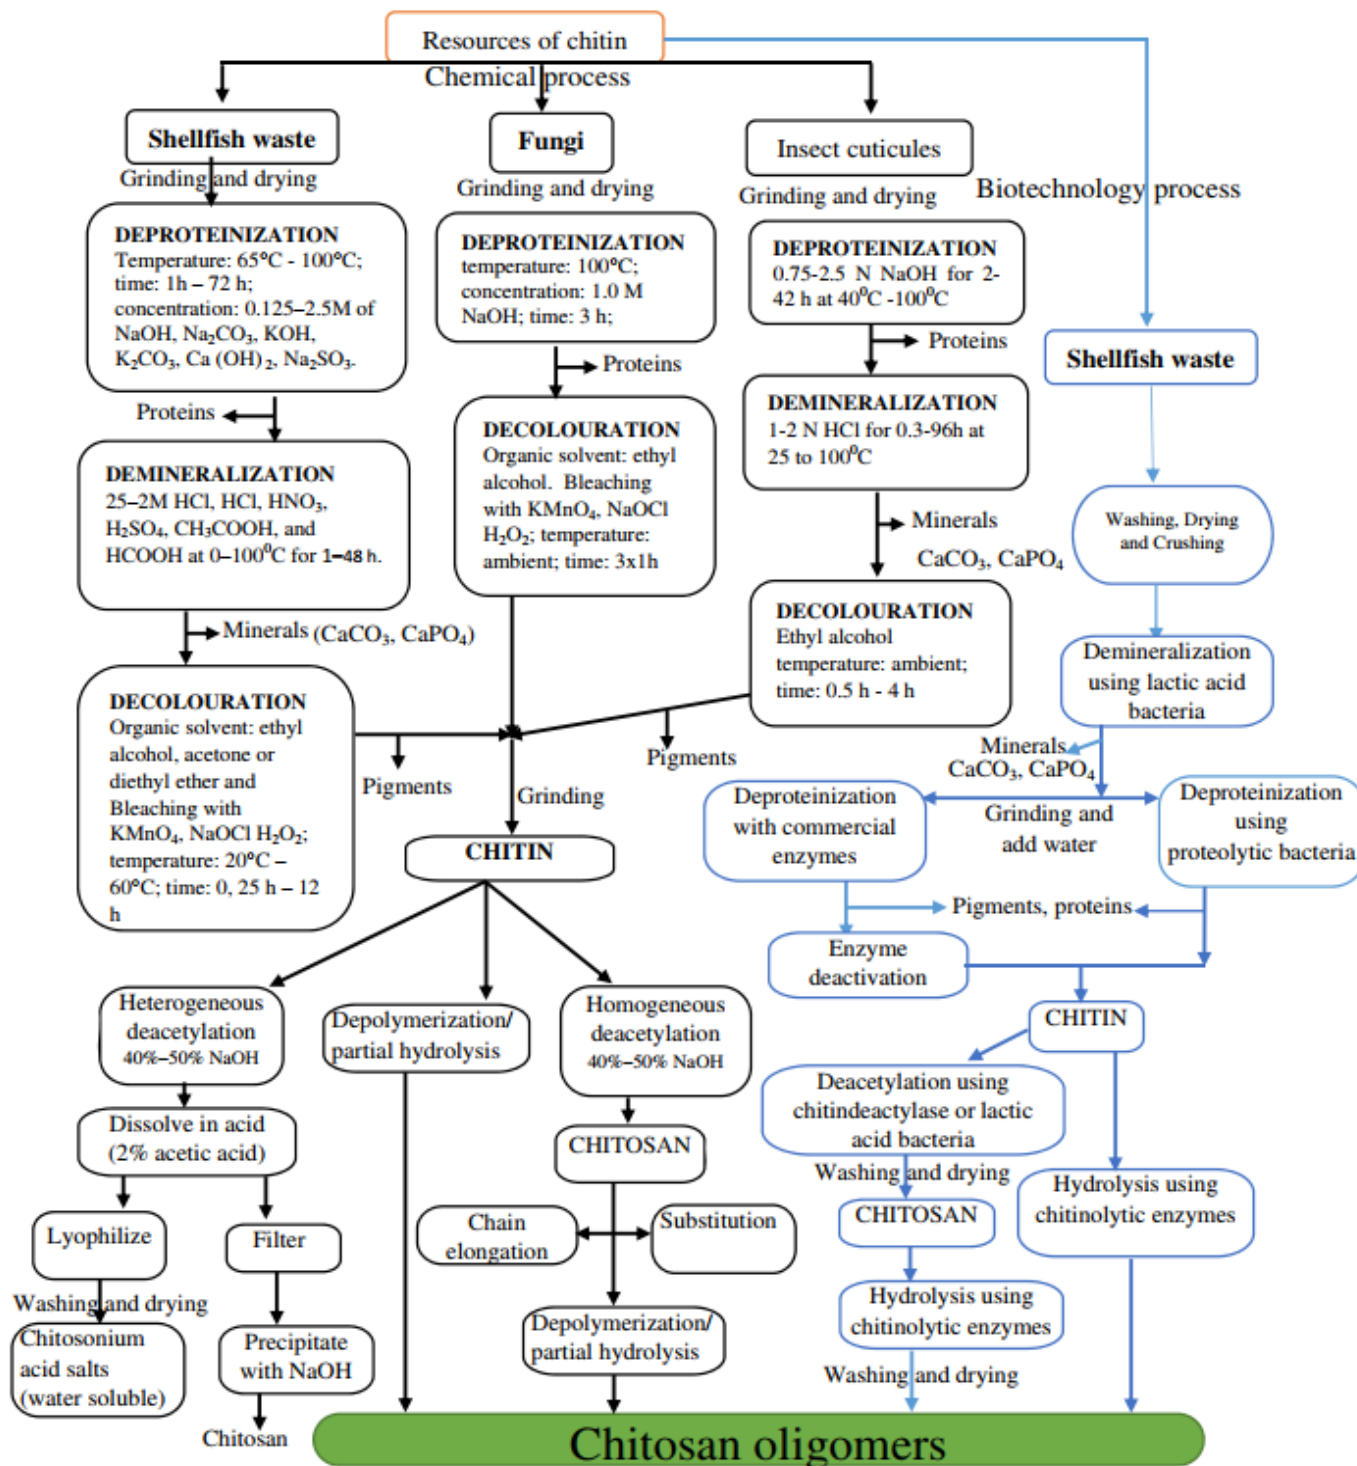 Resources of chitin
Chemical process
Shellfish waste
Grinding and drying
DEPROTEINIZATION
Temperature: 65°C - 100°C;
time: 1h – 72 h;
concentration: 0.125–2.5M of
NaOH, Na₂CO₃, KOH,
K₂CO₃, Ca (OH) ₂, Na₂SO₃.
Proteins
DEMINERALIZATION
25–2M HCl, HCl, HNO₃,
H₂SO₄, CH₃COOH, and
HCOOH at 0–100⁰C for 1–48 h.
Minerals (CaCO₃, CaPO₄)
DECOLOURATION
Organic solvent: ethyl
alcohol, acetone or
diethyl ether and
Bleaching with
KMnO₄, NaOCl H₂O₂;
temperature: 20°C –
60°C; time: 0, 25 h – 12
h
Pigments
Fungi
Grinding and drying
DEPROTEINIZATION
temperature: 100°C;
concentration: 1.0 M
NaOH; time: 3 h;
Proteins
DECOLOURATION
Organic solvent: ethyl
alcohol. Bleaching
with KMnO₄, NaOCl
H₂O₂; temperature:
ambient; time: 3x1h
Insect cuticules
Grinding and drying
DEPROTEINIZATION
0.75-2.5 N NaOH for 2-
42 h at 40⁰C -100⁰C
Proteins
DEMINERALIZATION
1-2 N HCl for 0.3-96h at
25 to 100⁰C
Minerals
CaCO₃, CaPO₄
DECOLOURATION
Ethyl alcohol
temperature: ambient;
time: 0.5 h - 4 h
Pigments
Grinding
CHITIN
Heterogeneous
deacetylation
40%–50% NaOH
Dissolve in acid
(2% acetic acid)
Lyophilize
Washing and drying
Chitosonium
acid salts
(water soluble)
Filter
Precipitate
with NaOH
Chitosan
Depolymerization/
partial hydrolysis
Homogeneous
deacetylation
40%–50% NaOH
CHITOSAN
Chain
elongation
Substitution
Depolymerization/
partial hydrolysis
Biotechnology process
Shellfish waste
Washing, Drying
and Crushing
Demineralization
using lactic acid
bacteria
Minerals
CaCO₃, CaPO₄
Grinding and
add water
Deproteinization
with commercial
enzymes
Deproteinization
using
proteolytic bacteria
Pigments, proteins
Enzyme
deactivation
CHITIN
Deacetylation using
chitindeactylase or lactic
acid bacteria
Washing and drying
CHITOSAN
Hydrolysis using
chitinolytic enzymes
Washing and drying
Hydrolysis using
chitinolytic enzymes
Chitosan oligomers